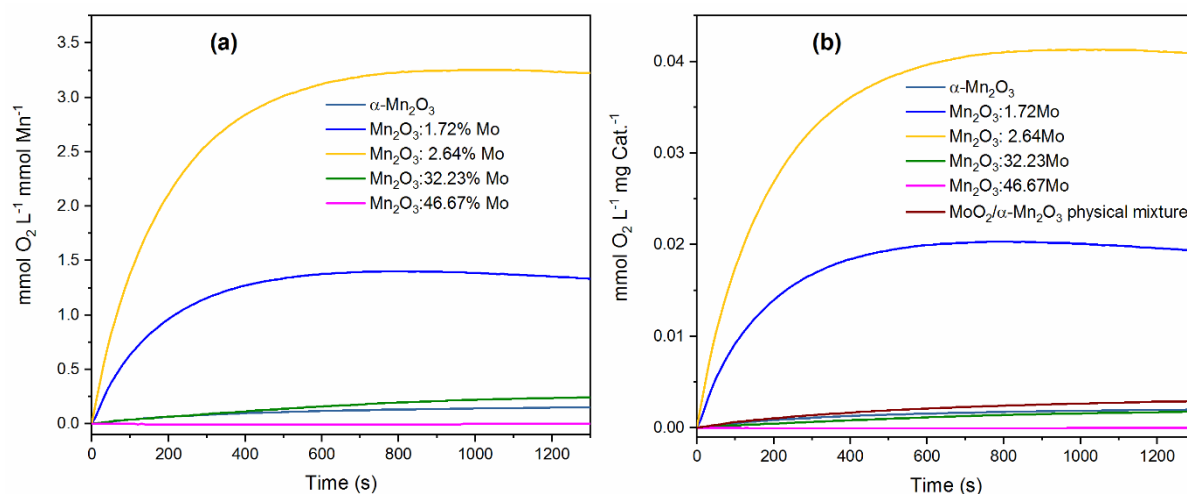 (a)
mmol O₂ L⁻¹ mmol Mn⁻¹
3.5
3.0
2.5
2.0
1.5
1.0
0.5
0.0
α-Mn₂O₃
Mn₂O₃:1.72% Mo
Mn₂O₃: 2.64% Mo
Mn₂O₃:32.23% Mo
Mn₂O₃:46.67% Mo
0 200 400 600 800 1000 1200
Time (s)
(b)
mmol O₂ L⁻¹ mg Cat.⁻¹
0.04
0.03
0.02
0.01
0.00
α-Mn₂O₃
Mn₂O₃:1.72Mo
Mn₂O₃: 2.64Mo
Mn₂O₃:32.23Mo
Mn₂O₃:46.67Mo
MoO₂/α-Mn₂O₃ physical mixture
0 200 400 600 800 1000 1200
Time (s)